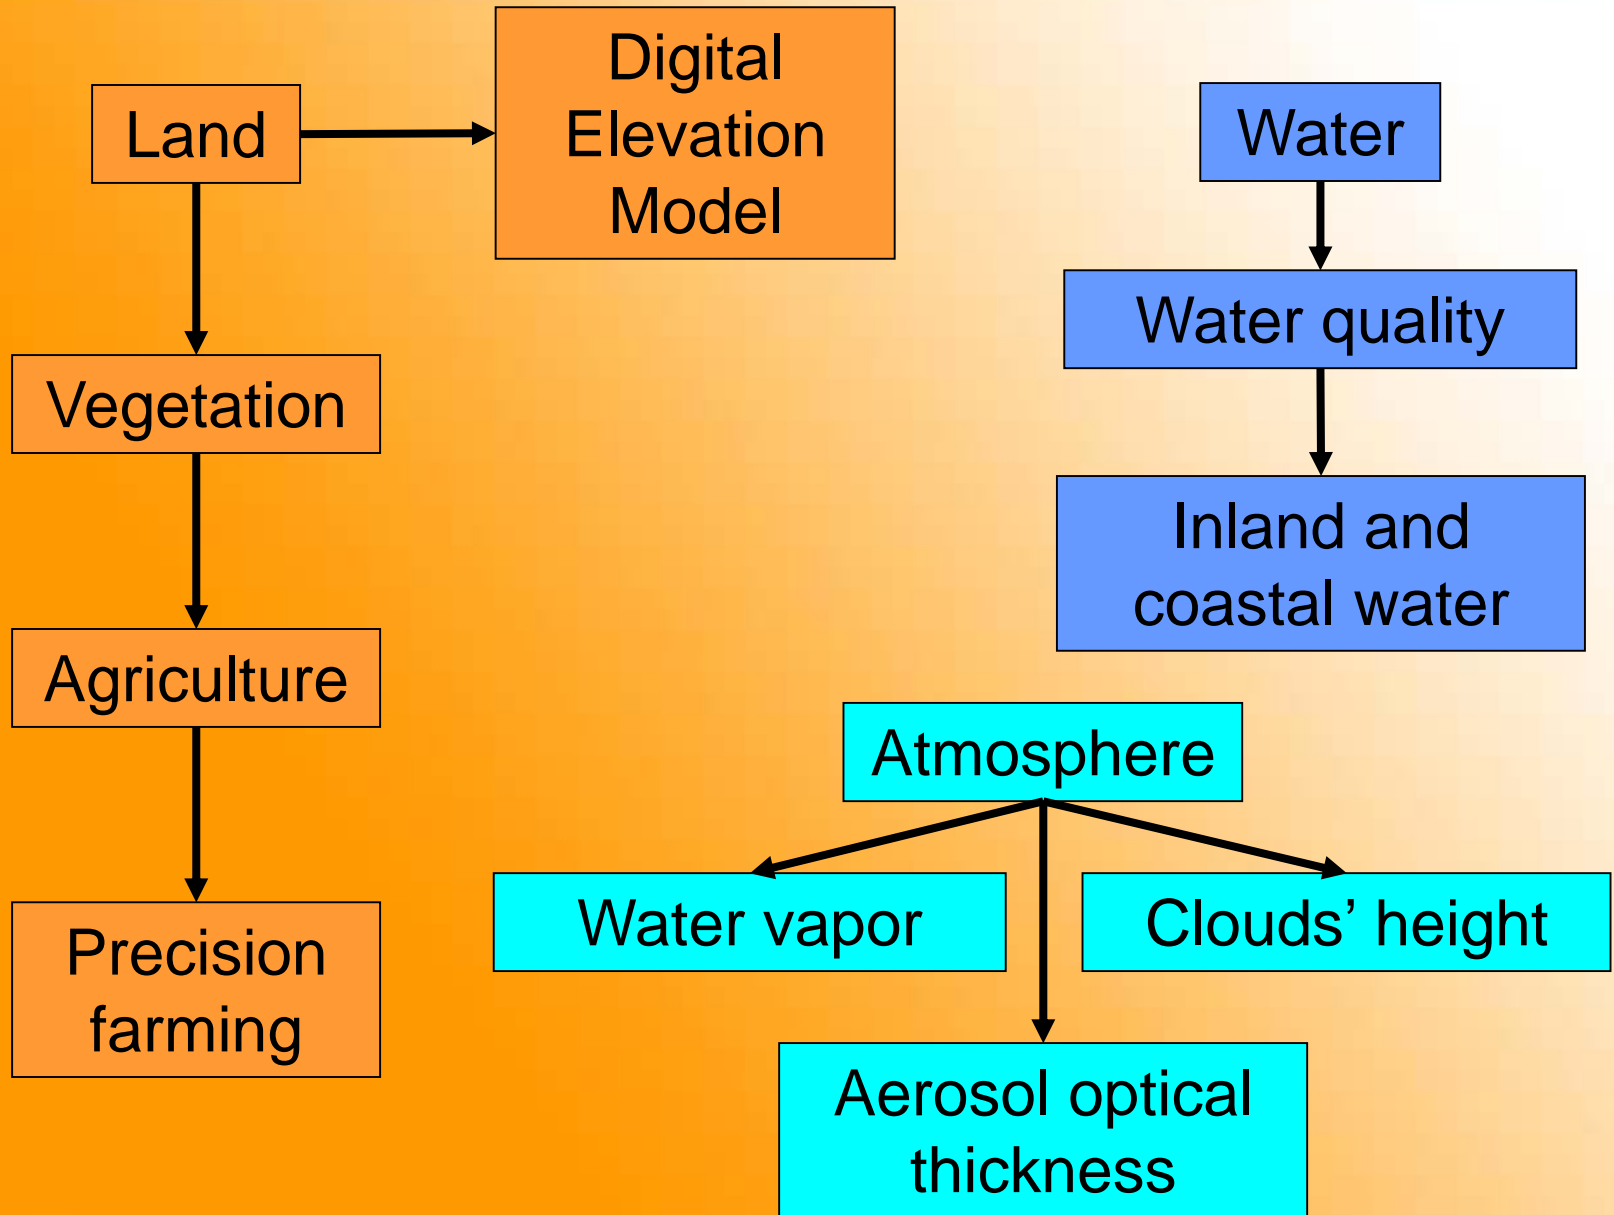 Land
Digital
Elevation
Model
Vegetation
Agriculture
Precision
farming
Water
Water quality
Inland and
coastal water
Atmosphere
Water vapor
Clouds’ height
Aerosol optical
thickness